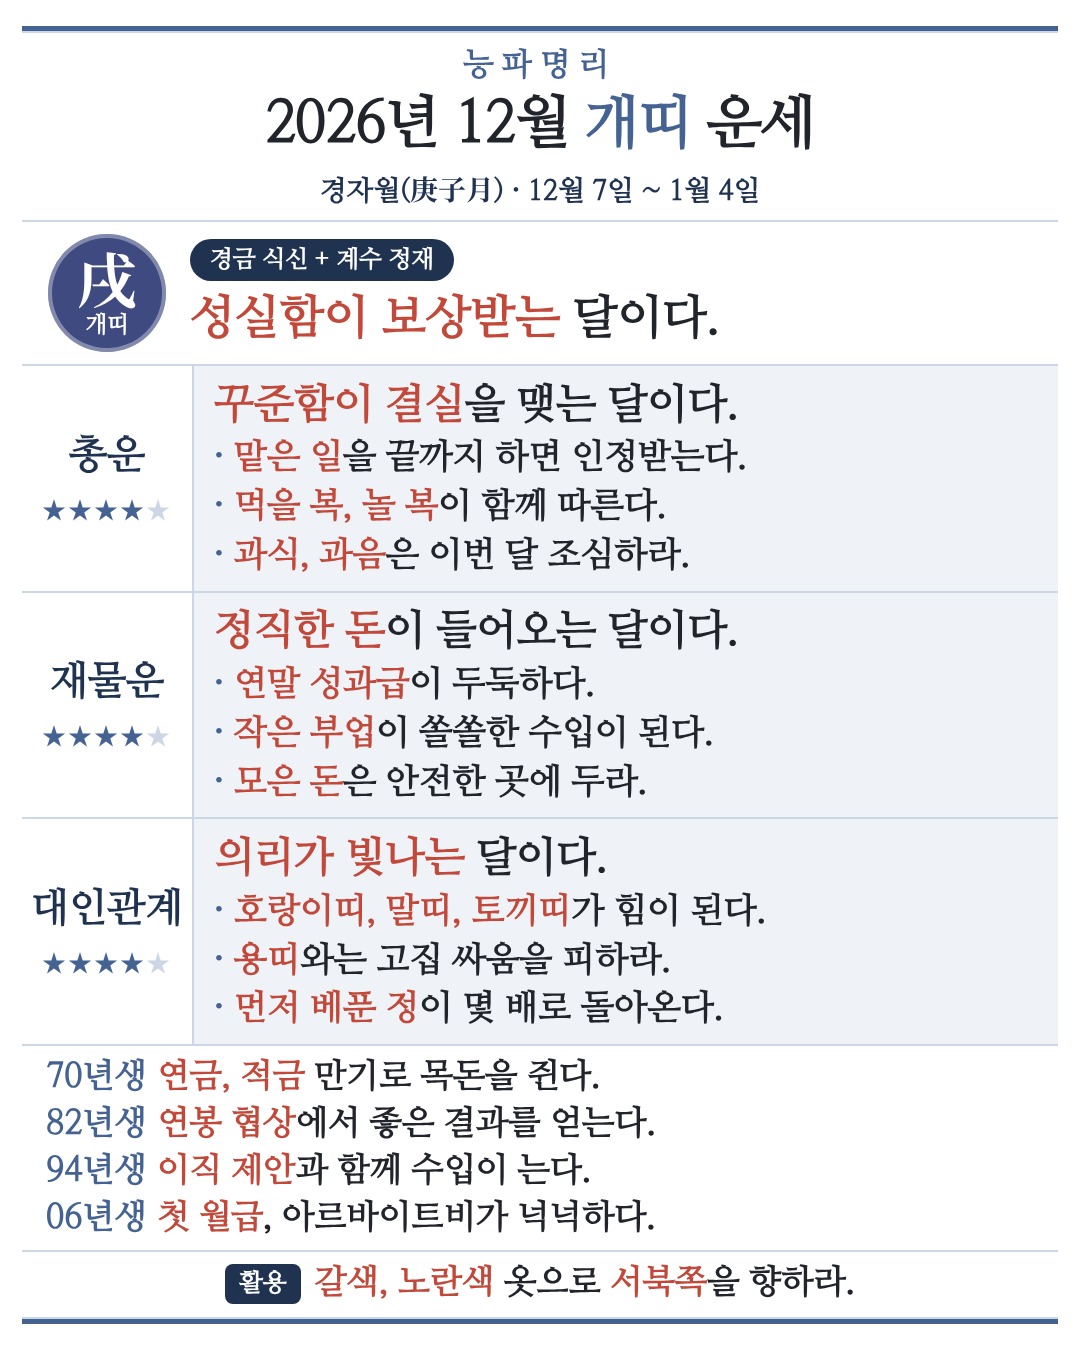 능파명리
2026년 12월 개띠 운세
경자월(庚子月) · 12월 7일 ~ 1월 4일
戌
개띠
경금 식신 + 계수 정재
성실함이 보상받는 달이다.
총운
★★★★★
꾸준함이 결실을 맺는 달이다.
· 맡은 일을 끝까지 하면 인정받는다.
· 먹을 복, 놀 복이 함께 따른다.
· 과식, 과음은 이번 달 조심하라.
재물운
★★★★★
정직한 돈이 들어오는 달이다.
· 연말 성과급이 두둑하다.
· 작은 부업이 쏠쏠한 수입이 된다.
· 모은 돈은 안전한 곳에 두라.
대인관계
★★★★★
의리가 빛나는 달이다.
· 호랑이띠, 말띠, 토끼띠가 힘이 된다.
· 용띠와는 고집 싸움을 피하라.
· 먼저 베푼 정이 몇 배로 돌아온다.
70년생 연금, 적금 만기로 목돈을 쥔다.
82년생 연봉 협상에서 좋은 결과를 얻는다.
94년생 이직 제안과 함께 수입이 는다.
06년생 첫 월급, 아르바이트비가 넉넉하다.
활용 갈색, 노란색 옷으로 서북쪽을 향하라.